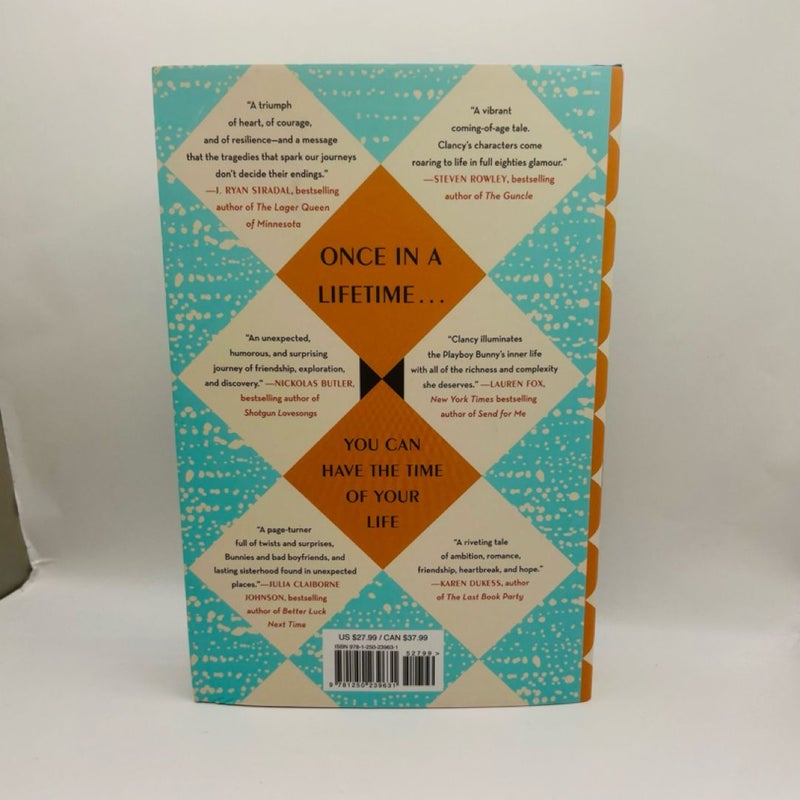 "A triumph
of heart, of courage,
and of resilience—and a message
that the tragedies that spark our journeys
don't decide their endings."
—J. RYAN STRADAL, bestselling
author of The Lager Queen
of Minnesota
"A vibrant
coming-of-age tale.
Clancy's characters come
roaring to life in full eighties glamour."
—STEVEN ROWLEY, bestselling
author of The Guncle
ONCE IN A
LIFETIME...
"An unexpected,
humorous, and surprising
journey of friendship, exploration,
and discovery." —NICKOLAS BUTLER,
bestselling author of
Shotgun Lovesongs
"Clancy illuminates
the Playboy Bunny's inner life
with all of the richness and complexity
she deserves." —LAUREN FOX,
New York Times bestselling
author of Send for Me
YOU CAN
HAVE THE TIME
OF YOUR
LIFE
"A page-turner
full of twists and surprises,
Bunnies and bad boyfriends, and
lasting sisterhood found in unexpected
places."—JULIA CLAIBORNE
JOHNSON, bestselling
author of Better Luck
Next Time
"A riveting tale
of ambition, romance,
friendship, heartbreak, and hope."
—KAREN DUKESS, author
of The Last Book Party
US $27.99 / CAN $37.99
ISBN 978-1-250-23963-1
52799>
9 781250 239631